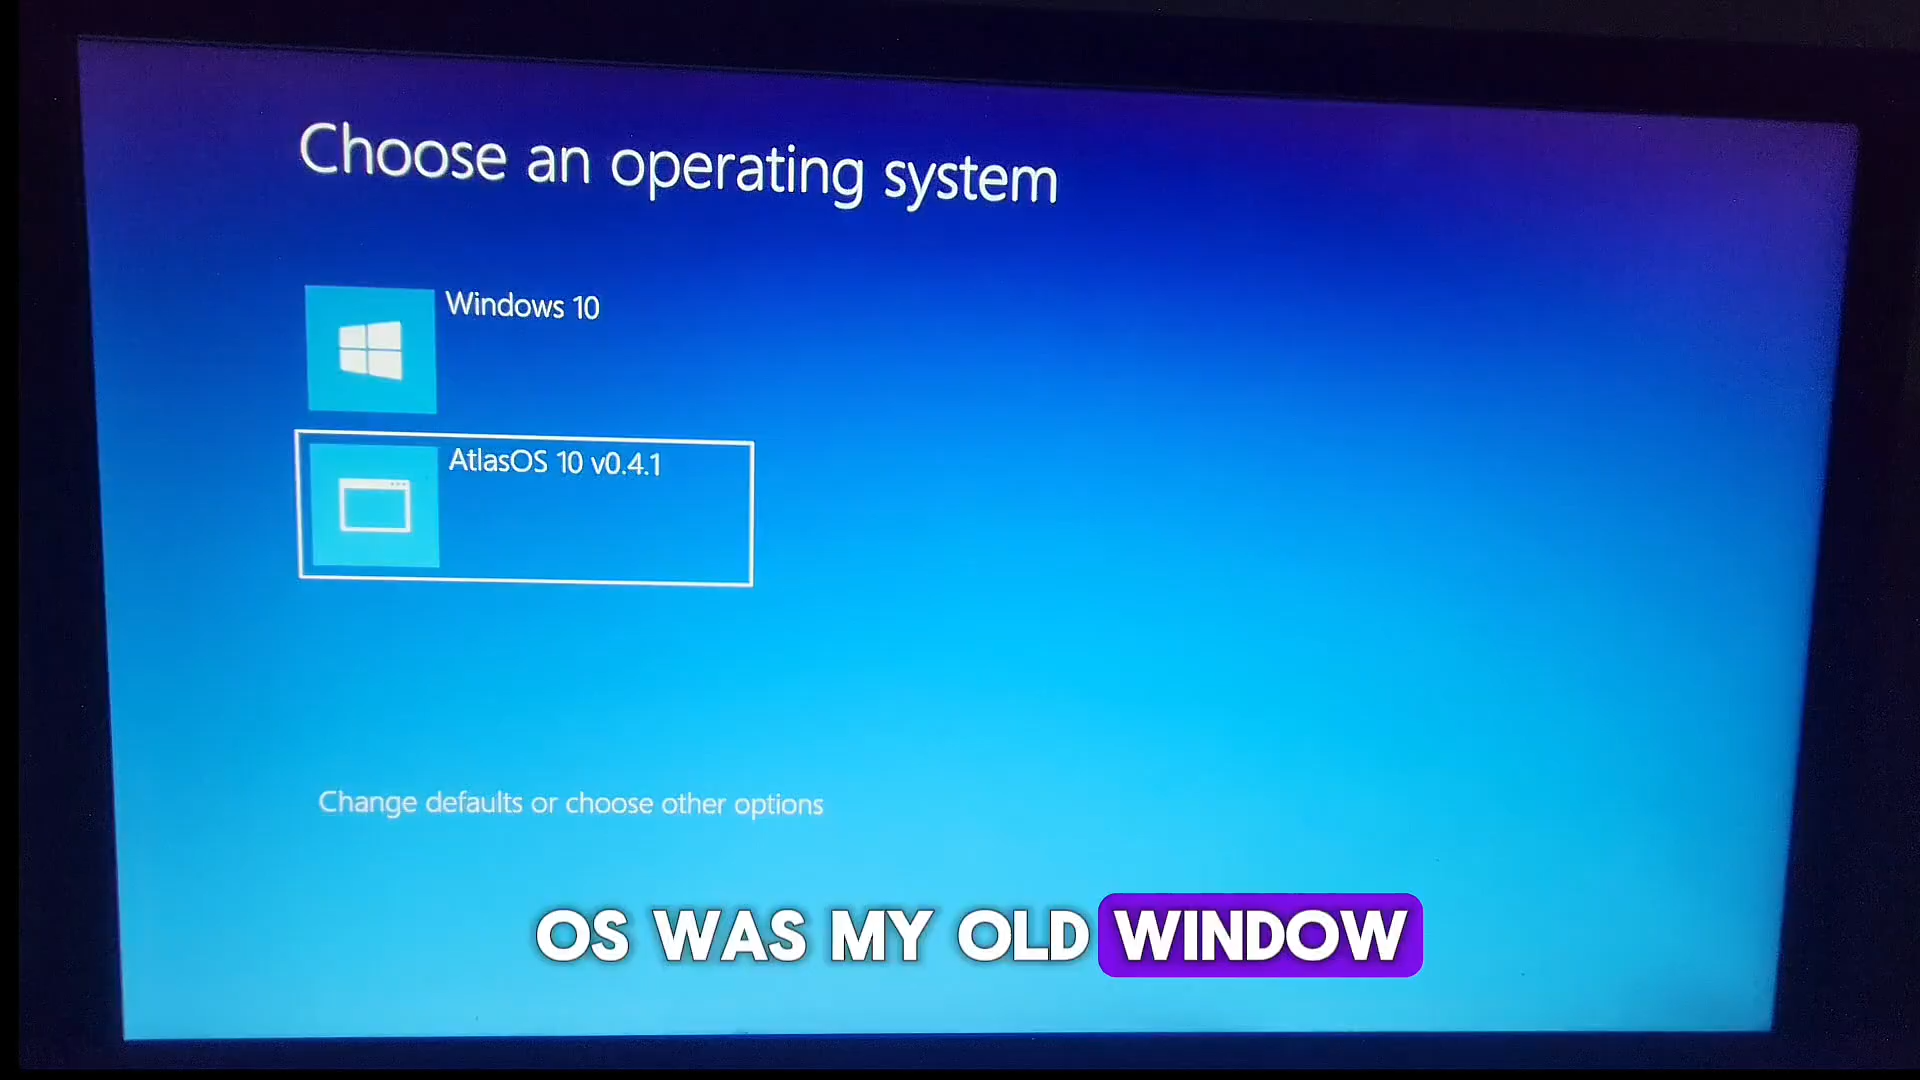 Choose an operating system
Windows 10
AtlasOS 10 v0.4.1
Change defaults or choose other options
OS WAS MY OLD WINDOW